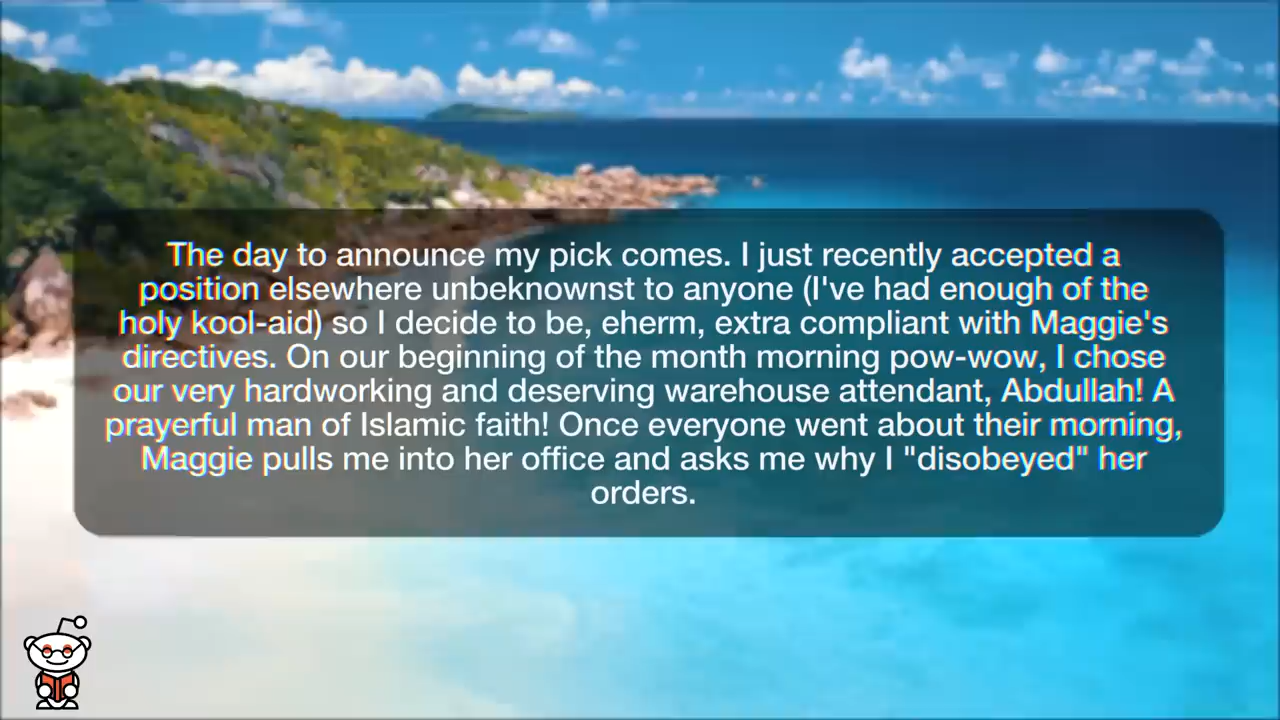 The day to announce my pick comes. I just recently accepted a
position elsewhere unbeknownst to anyone (I've had enough of the
holy kool-aid) so I decide to be, eherm, extra compliant with Maggie's
directives. On our beginning of the month morning pow-wow, I chose
our very hardworking and deserving warehouse attendant, Abdullah! A
prayerful man of Islamic faith! Once everyone went about their morning,
Maggie pulls me into her office and asks me why I "disobeyed" her
orders.